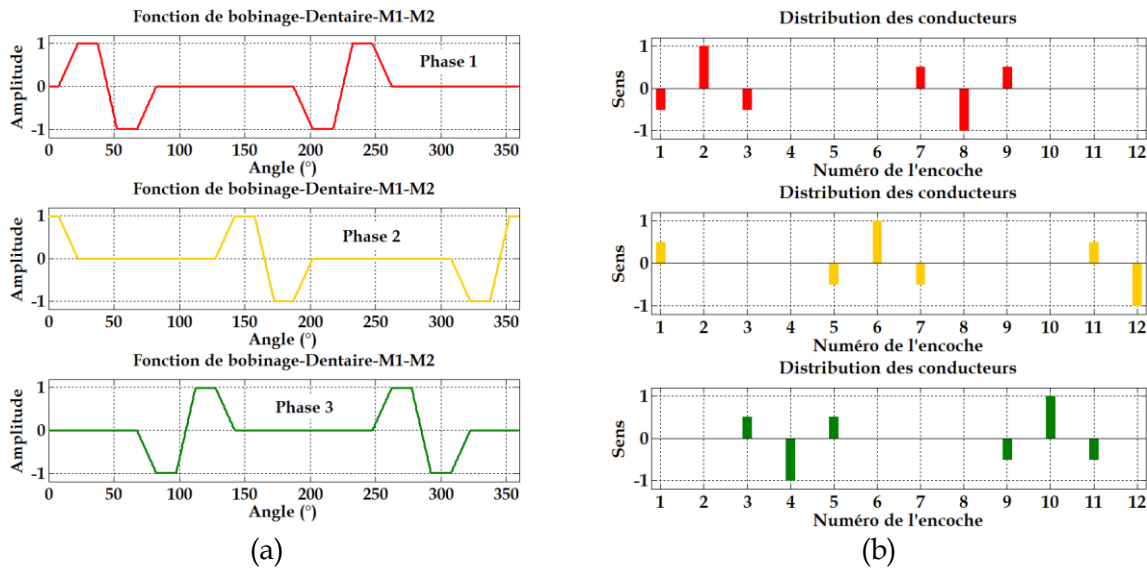 Fonction de bobinage-Dentaire-M1-M2
Amplitude
1
0
-1
Phase 1
0 50 100 150 200 250 300 350
Angle (°)
Fonction de bobinage-Dentaire-M1-M2
Amplitude
1
0
-1
Phase 2
0 50 100 150 200 250 300 350
Angle (°)
Fonction de bobinage-Dentaire-M1-M2
Amplitude
1
0
-1
Phase 3
0 50 100 150 200 250 300 350
Angle (°)
(a)
Distribution des conducteurs
Sens
1
0
-1
1 2 3 4 5 6 7 8 9 10 11 12
Numéro de l'encoche
Distribution des conducteurs
Sens
1
0
-1
1 2 3 4 5 6 7 8 9 10 11 12
Numéro de l'encoche
Distribution des conducteurs
Sens
1
0
-1
1 2 3 4 5 6 7 8 9 10 11 12
Numéro de l'encoche
(b)